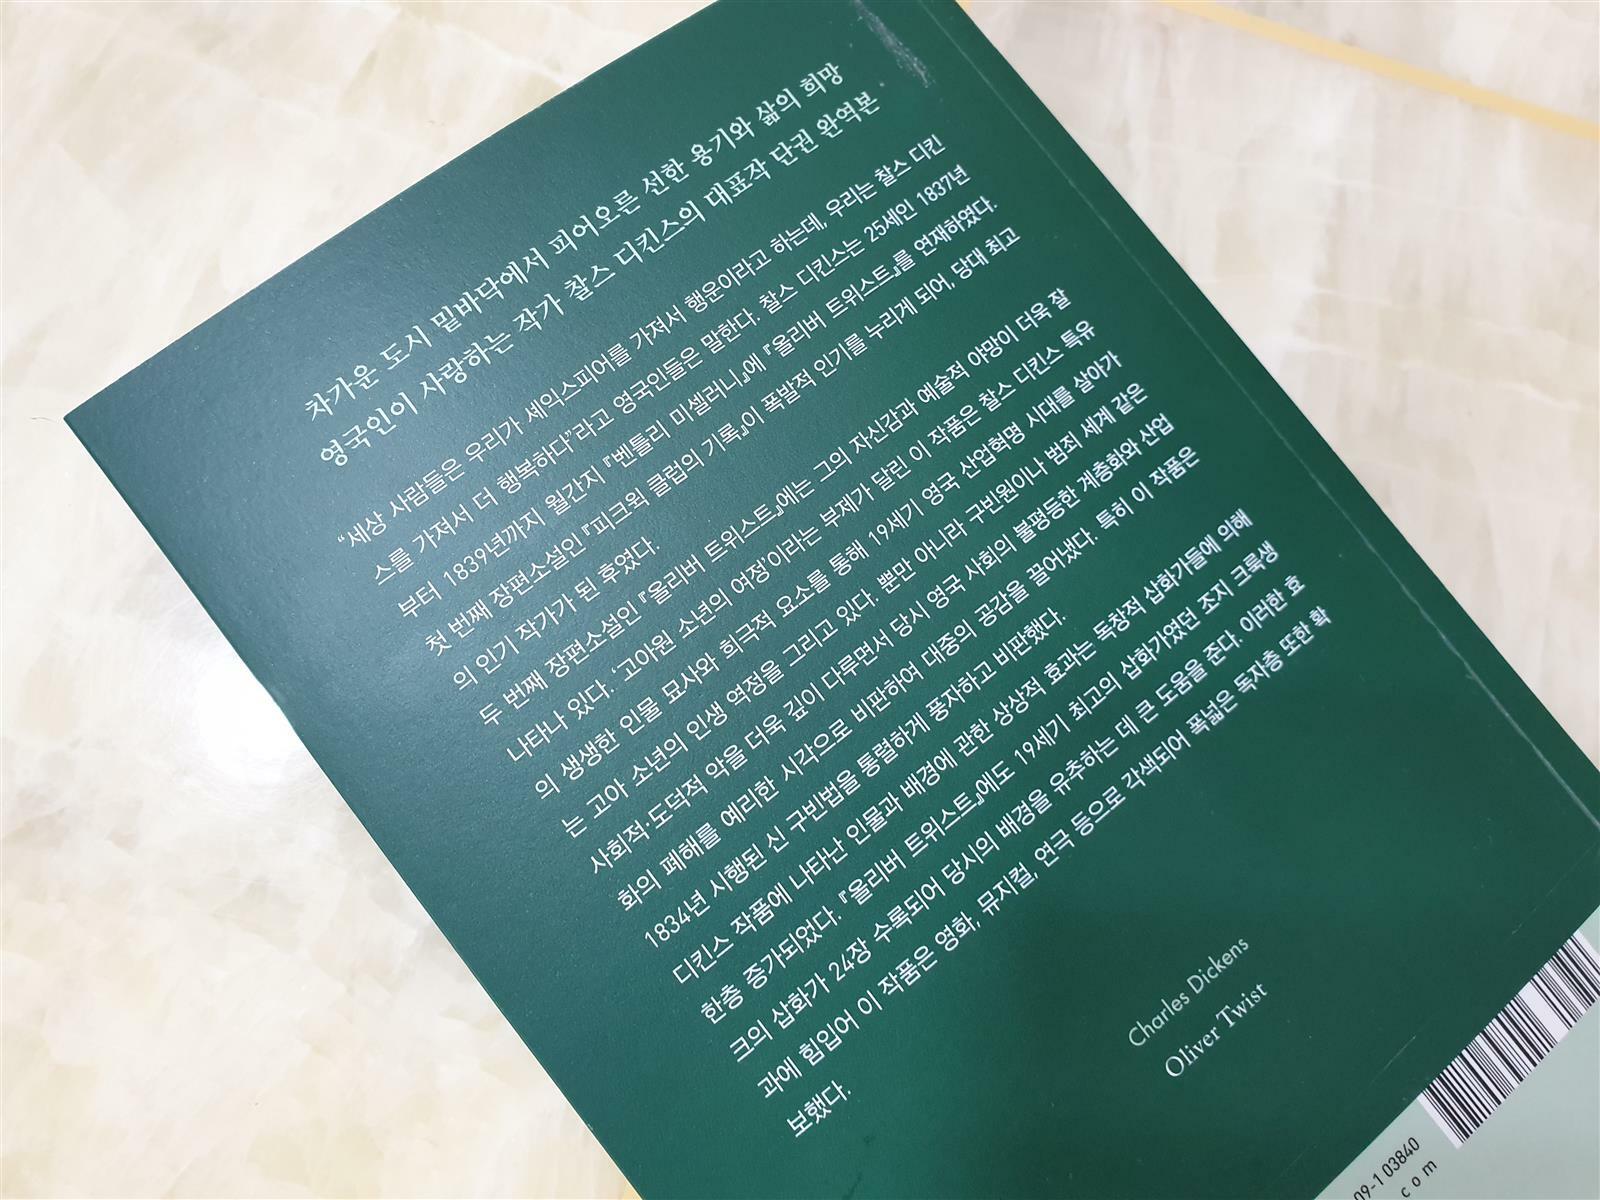 차가운 도시 밑바닥에서 피어오른 선한 용기와 삶의 희망
영국인이 사랑하는 작가 찰스 디킨스의 대표작 단권 완역본
“세상 사람들은 우리가 셰익스피어를 가져서 행운이라고 하는데, 우리는 찰스 디킨
스를 가져서 더 행복하다”라고 영국인들은 말한다. 찰스 디킨스는 25세인 1837년
부터 1839년까지 월간지 『벤틀리 미셀러니』에 『올리버 트위스트』를 연재하였다.
첫 번째 장편소설인 『피크윅 클럽의 기록』이 폭발적 인기를 누리게 되어, 당대 최고
의 인기 작가가 된 후였다.
두 번째 장편소설인 『올리버 트위스트』에는 그의 자신감과 예술적 야망이 더욱 잘
나타나 있다. ‘고아원 소년의 여정’이라는 부제가 달린 이 작품은 찰스 디킨스 특유
의 생생한 인물 묘사와 희극적 요소를 통해 19세기 영국 산업혁명 시대를 살아가
는 고아 소년의 인생 역정을 그리고 있다. 뿐만 아니라 구빈원이나 범죄 세계 같은
사회적·도덕적 악을 더욱 깊이 다루면서 당시 영국 사회의 불평등한 계층화와 산업
화의 폐해를 예리한 시각으로 비판하여 대중의 공감을 끌어냈다. 특히 이 작품은
1834년 시행된 신 구빈법을 통렬하게 풍자하고 비판했다.
디킨스 작품에 나타난 인물과 배경에 관한 상상적 효과는 독창적 삽화가들에 의해
한층 증가되었다. 『올리버 트위스트』에도 19세기 최고의 삽화가였던 조지 크룩생
크의 삽화가 24장 수록되어 당시의 배경을 유추하는 데 큰 도움을 준다. 이러한 효
과에 힘입어 이 작품은 영화, 뮤지컬, 연극 등으로 각색되어 폭넓은 독자층 또한 확
보했다.
Charles Dickens
Oliver Twist
09-1 03840
com